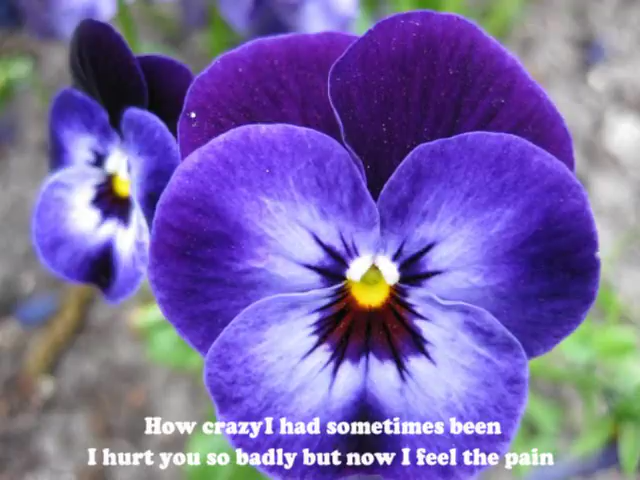 How crazyI had sometimes been
I hurt you so badly but now I feel the pain